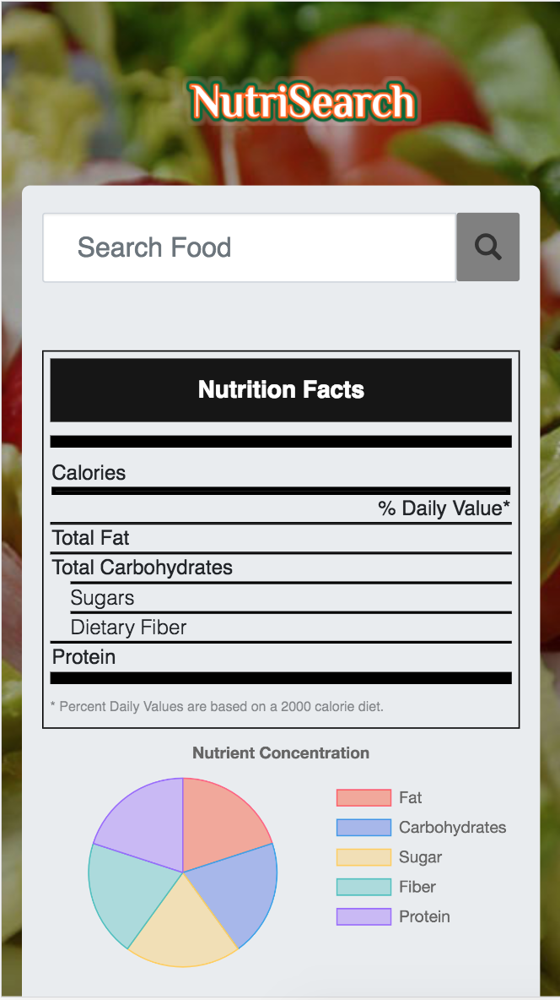 NutriSearch
Search Food
Nutrition Facts
Calories
% Daily Value*
Total Fat
Total Carbohydrates
Sugars
Dietary Fiber
Protein
* Percent Daily Values are based on a 2000 calorie diet.
Nutrient Concentration
Fat
Carbohydrates
Sugar
Fiber
Protein